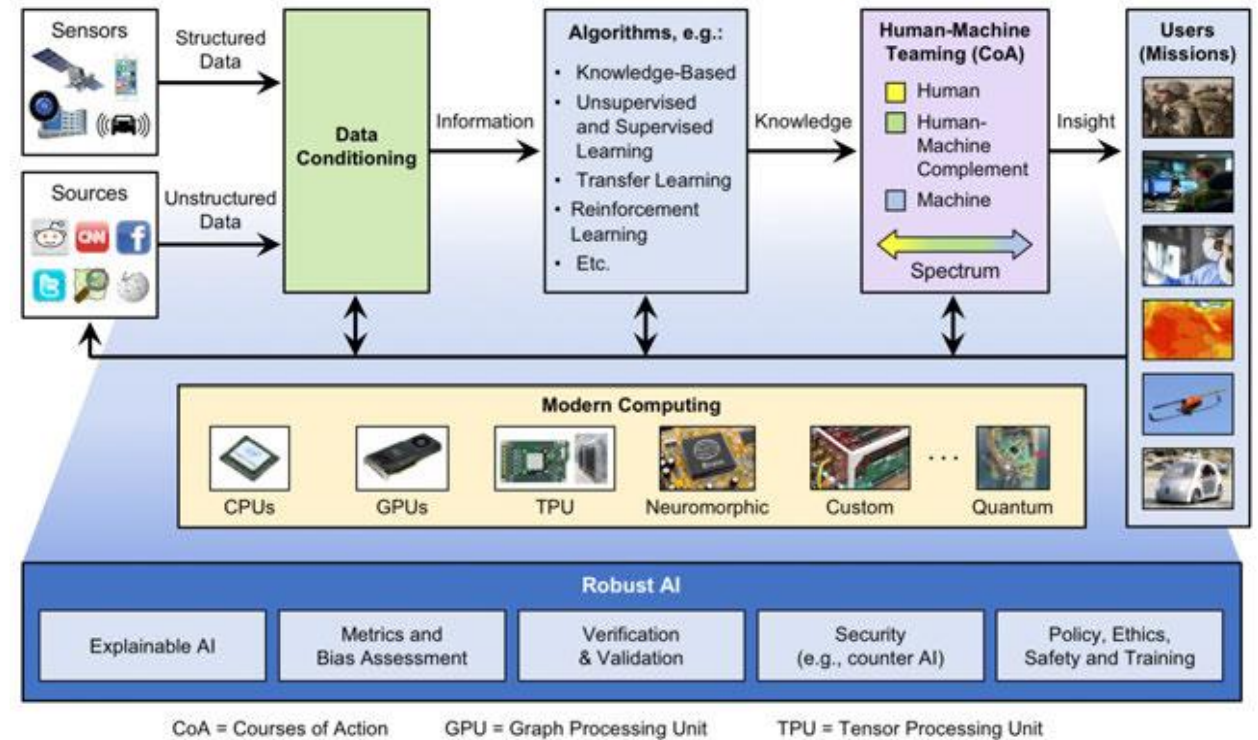 Sensors
Structured
Data
Sources
CNN
Unstructured
Data
Data
Conditioning
Information
Algorithms, e.g.:
• Knowledge-Based
• Unsupervised
and Supervised
Learning
• Transfer Learning
• Reinforcement
Learning
• Etc.
Knowledge
Human-Machine
Teaming (CoA)
Human
Human-
Machine
Complement
Machine
Spectrum
Insight
Users
(Missions)
Modern Computing
CPUs
GPUs
TPU
Neuromorphic
Custom
...
Quantum
Robust AI
Explainable AI
Metrics and
Bias Assessment
Verification
& Validation
Security
(e.g., counter AI)
Policy, Ethics,
Safety and Training
CoA = Courses of Action
GPU = Graph Processing Unit
TPU = Tensor Processing Unit